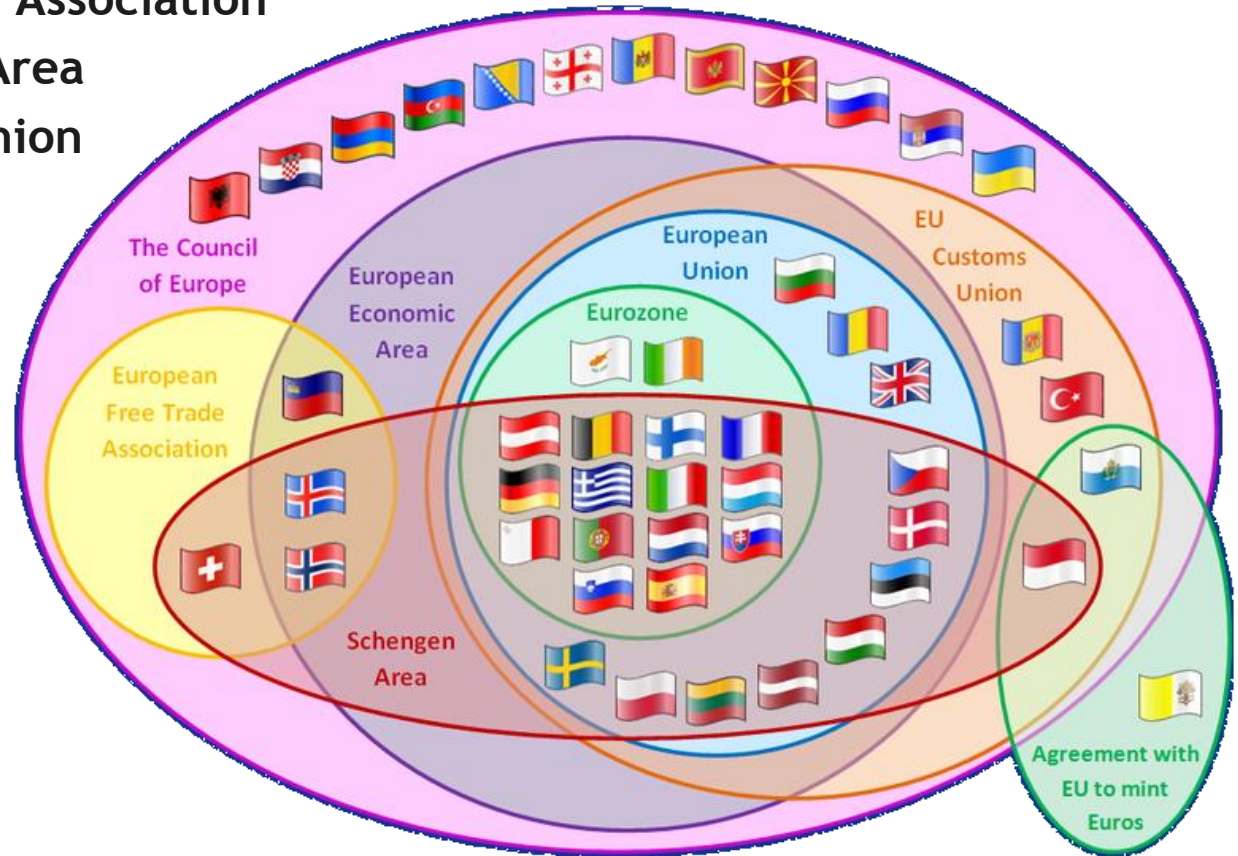 Association
Area
nion
The Council
of Europe
European
Economic
Area
European
Union
EU
Customs
Union
Eurozone
European
Free Trade
Association
Schengen
Area
Agreement with
EU to mint
Euros